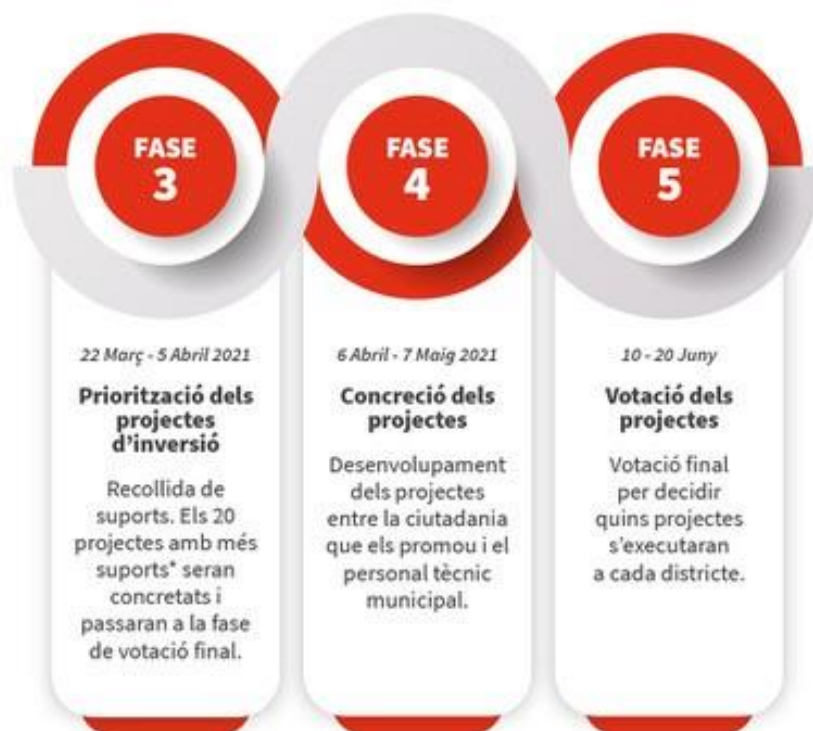 FASE
3
22 Març - 5 Abril 2021
Priorització dels
projectes
d'inversió
Recollida de
suports. Els 20
projectes amb més
suports* seran
concretats i
passaran a la fase
de votació final.
FASE
4
6 Abril - 7 Maig 2021
Concreció dels
projectes
Desenvolupament
dels projectes
entre la ciutadania
que els promou i el
personal tècnic
municipal.
FASE
5
10 - 20 Juny
Votació dels
projectes
Votació final
per decidir
quins projectes
s'executaran
a cada districte.